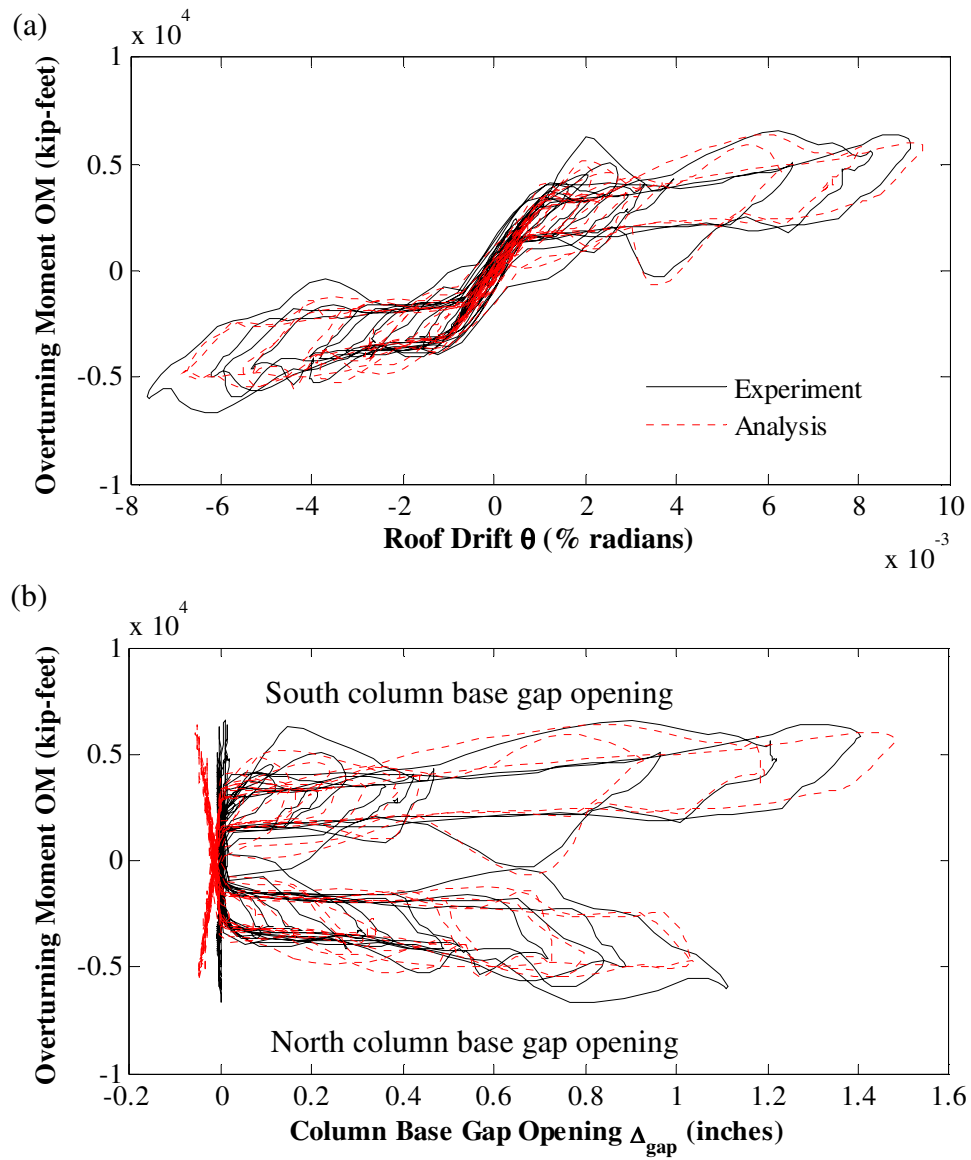 (a)
x 10^4
Overturning Moment OM (kip-feet)
1
0.5
0
-0.5
-1
Experiment
Analysis
-8 -6 -4 -2 0 2 4 6 8 10
Roof Drift θ (% radians)
x 10^-3
(b)
x 10^4
Overturning Moment OM (kip-feet)
1
South column base gap opening
0.5
0
-0.5
North column base gap opening
-1
-0.2 0 0.2 0.4 0.6 0.8 1 1.2 1.4 1.6
Column Base Gap Opening Δgap (inches)